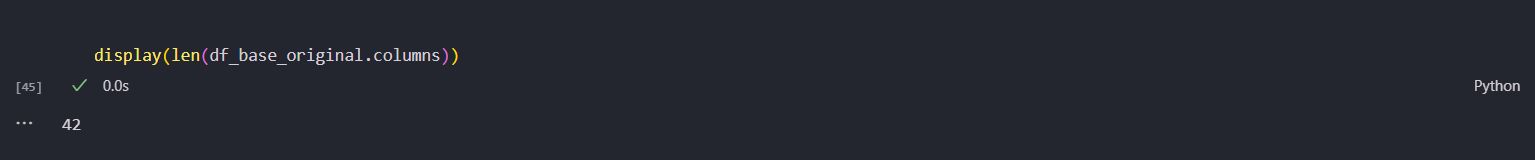 display(len(df_base_original.columns))
[45] ✓ 0.0s Python
... 42